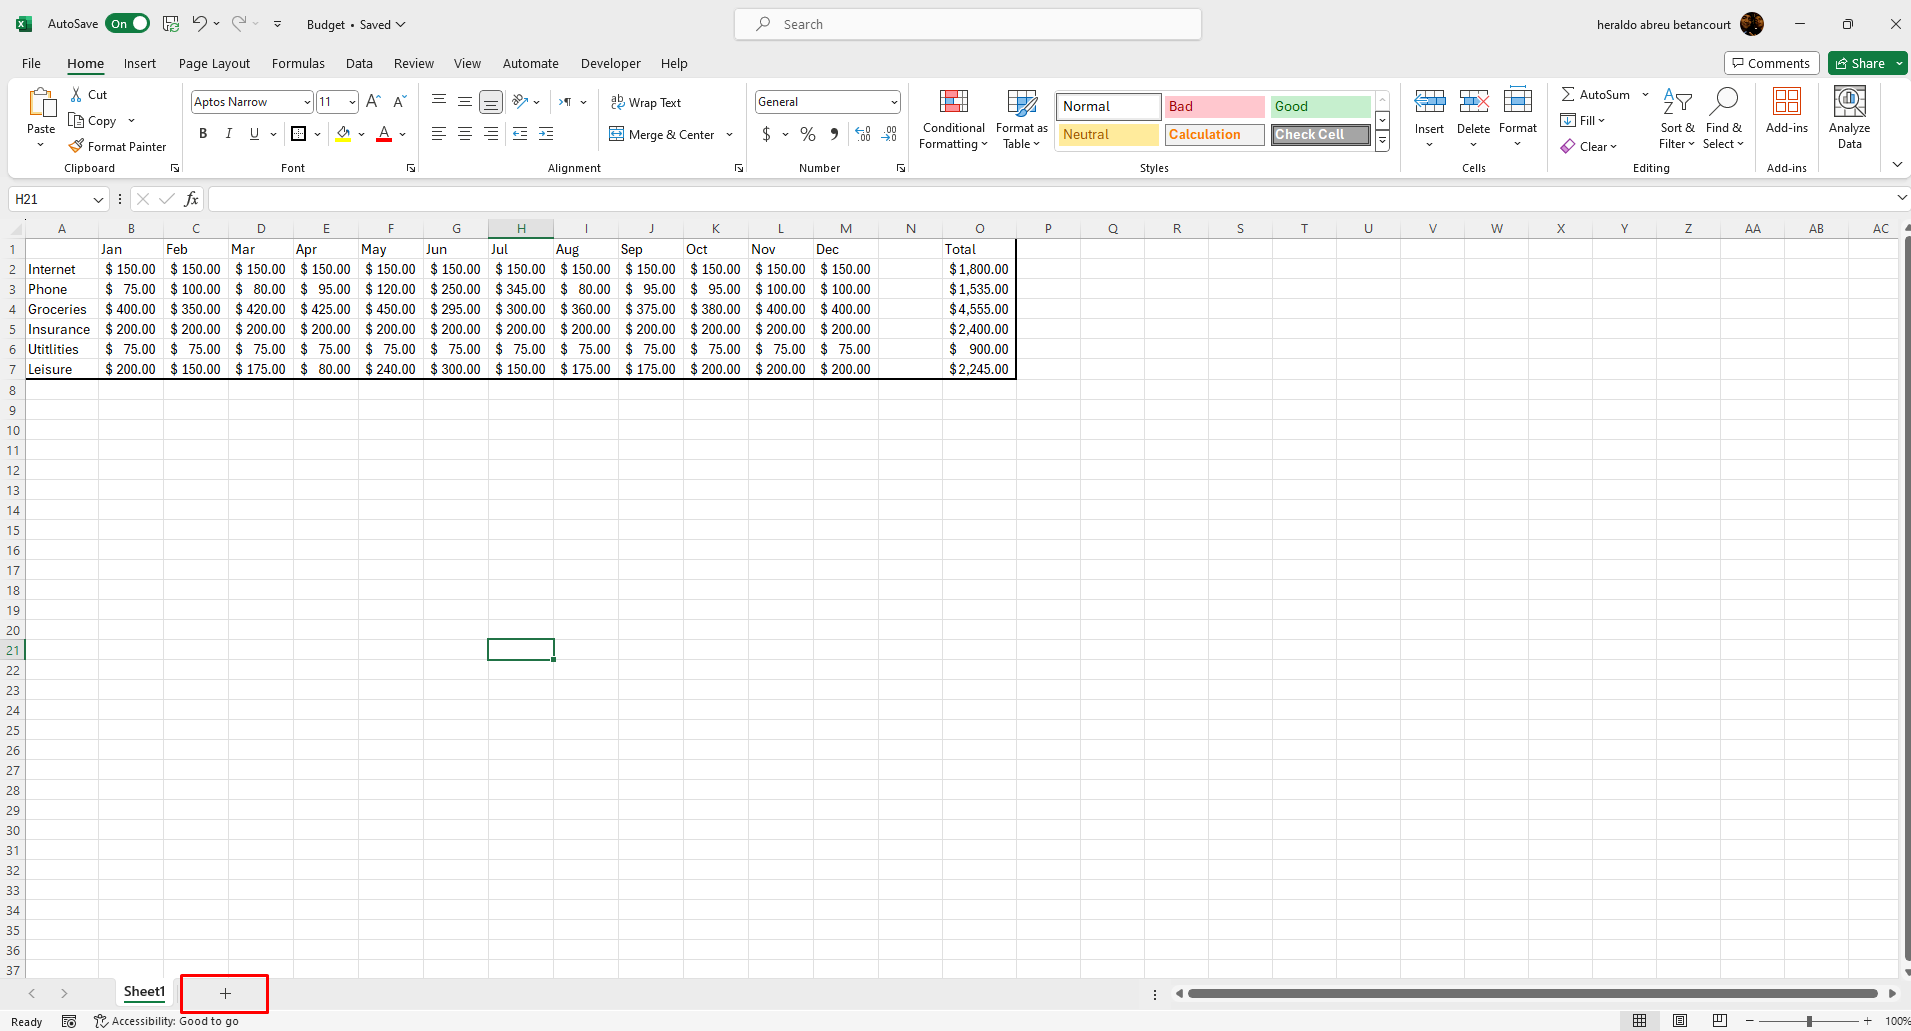 AutoSave On Budget • Saved Search heraldo abreu betancourt
File Home Insert Page Layout Formulas Data Review View Automate Developer Help Comments Share
Paste Cut Copy Format Painter Clipboard
Aptos Narrow 11 B I U A Font
ab Wrap Text Merge & Center Alignment
General $ % Number
Conditional Formatting Format as Table Normal Bad Good Neutral Calculation Check Cell Styles
Insert Delete Format Cells
AutoSum Fill Clear Sort & Filter Find & Select Editing
Add-ins Add-ins
Analyze Data
H21 fx
A B C D E F G H I J K L M N O P Q R S T U V W X Y Z AA AB AC
1 Jan Feb Mar Apr May Jun Jul Aug Sep Oct Nov Dec Total
2 Internet $ 150.00 $ 150.00 $ 150.00 $ 150.00 $ 150.00 $ 150.00 $ 150.00 $ 150.00 $ 150.00 $ 150.00 $ 150.00 $ 150.00 $ 1,800.00
3 Phone $ 75.00 $ 100.00 $ 80.00 $ 95.00 $ 120.00 $ 250.00 $ 345.00 $ 80.00 $ 95.00 $ 95.00 $ 100.00 $ 100.00 $ 1,535.00
4 Groceries $ 400.00 $ 350.00 $ 420.00 $ 425.00 $ 450.00 $ 295.00 $ 300.00 $ 360.00 $ 375.00 $ 380.00 $ 400.00 $ 400.00 $ 4,555.00
5 Insurance $ 200.00 $ 200.00 $ 200.00 $ 200.00 $ 200.00 $ 200.00 $ 200.00 $ 200.00 $ 200.00 $ 200.00 $ 200.00 $ 200.00 $ 2,400.00
6 Utitlities $ 75.00 $ 75.00 $ 75.00 $ 75.00 $ 75.00 $ 75.00 $ 75.00 $ 75.00 $ 75.00 $ 75.00 $ 75.00 $ 75.00 $ 900.00
7 Leisure $ 200.00 $ 150.00 $ 175.00 $ 80.00 $ 240.00 $ 300.00 $ 150.00 $ 175.00 $ 175.00 $ 200.00 $ 200.00 $ 200.00 $ 2,245.00
8
9
10
11
12
13
14
15
16
17
18
19
20
21
22
23
24
25
26
27
28
29
30
31
32
33
34
35
36
37
Sheet1 +
Ready Accessibility: Good to go 100%